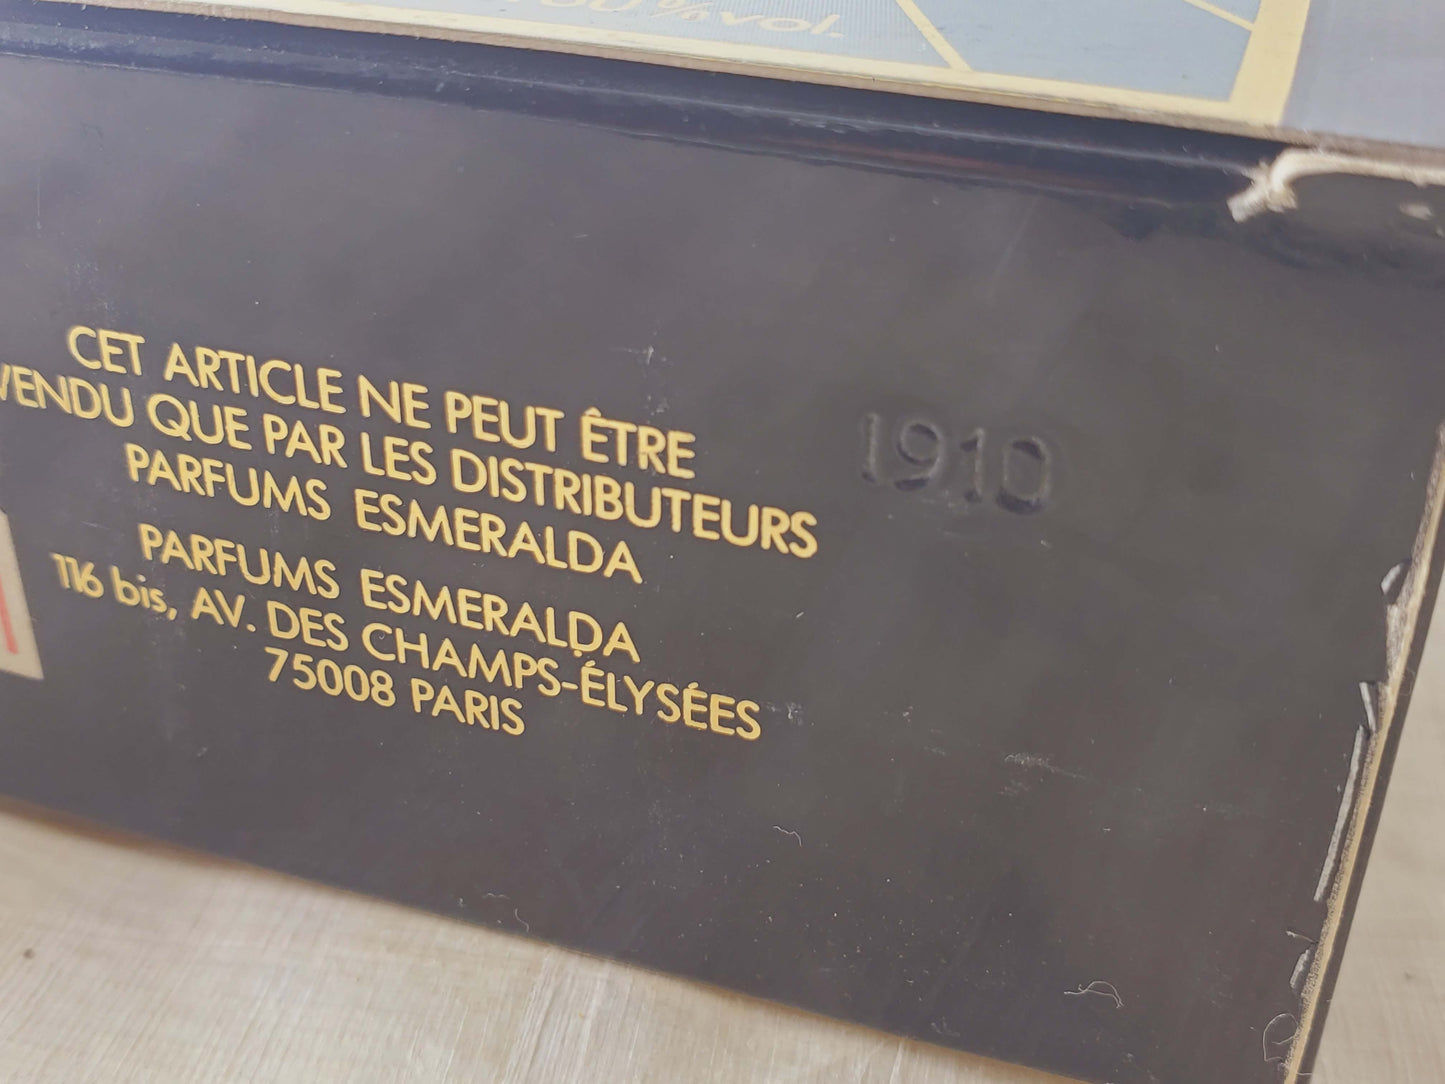 %vol.
CET ARTICLE NE PEUT ÊTRE
VENDU QUE PAR LES DISTRIBUTEURS
PARFUMS ESMERALDA
PARFUMS ESMERALDA
116 bis, AV. DES CHAMPS-ÉLYSÉES
75008 PARIS
1910